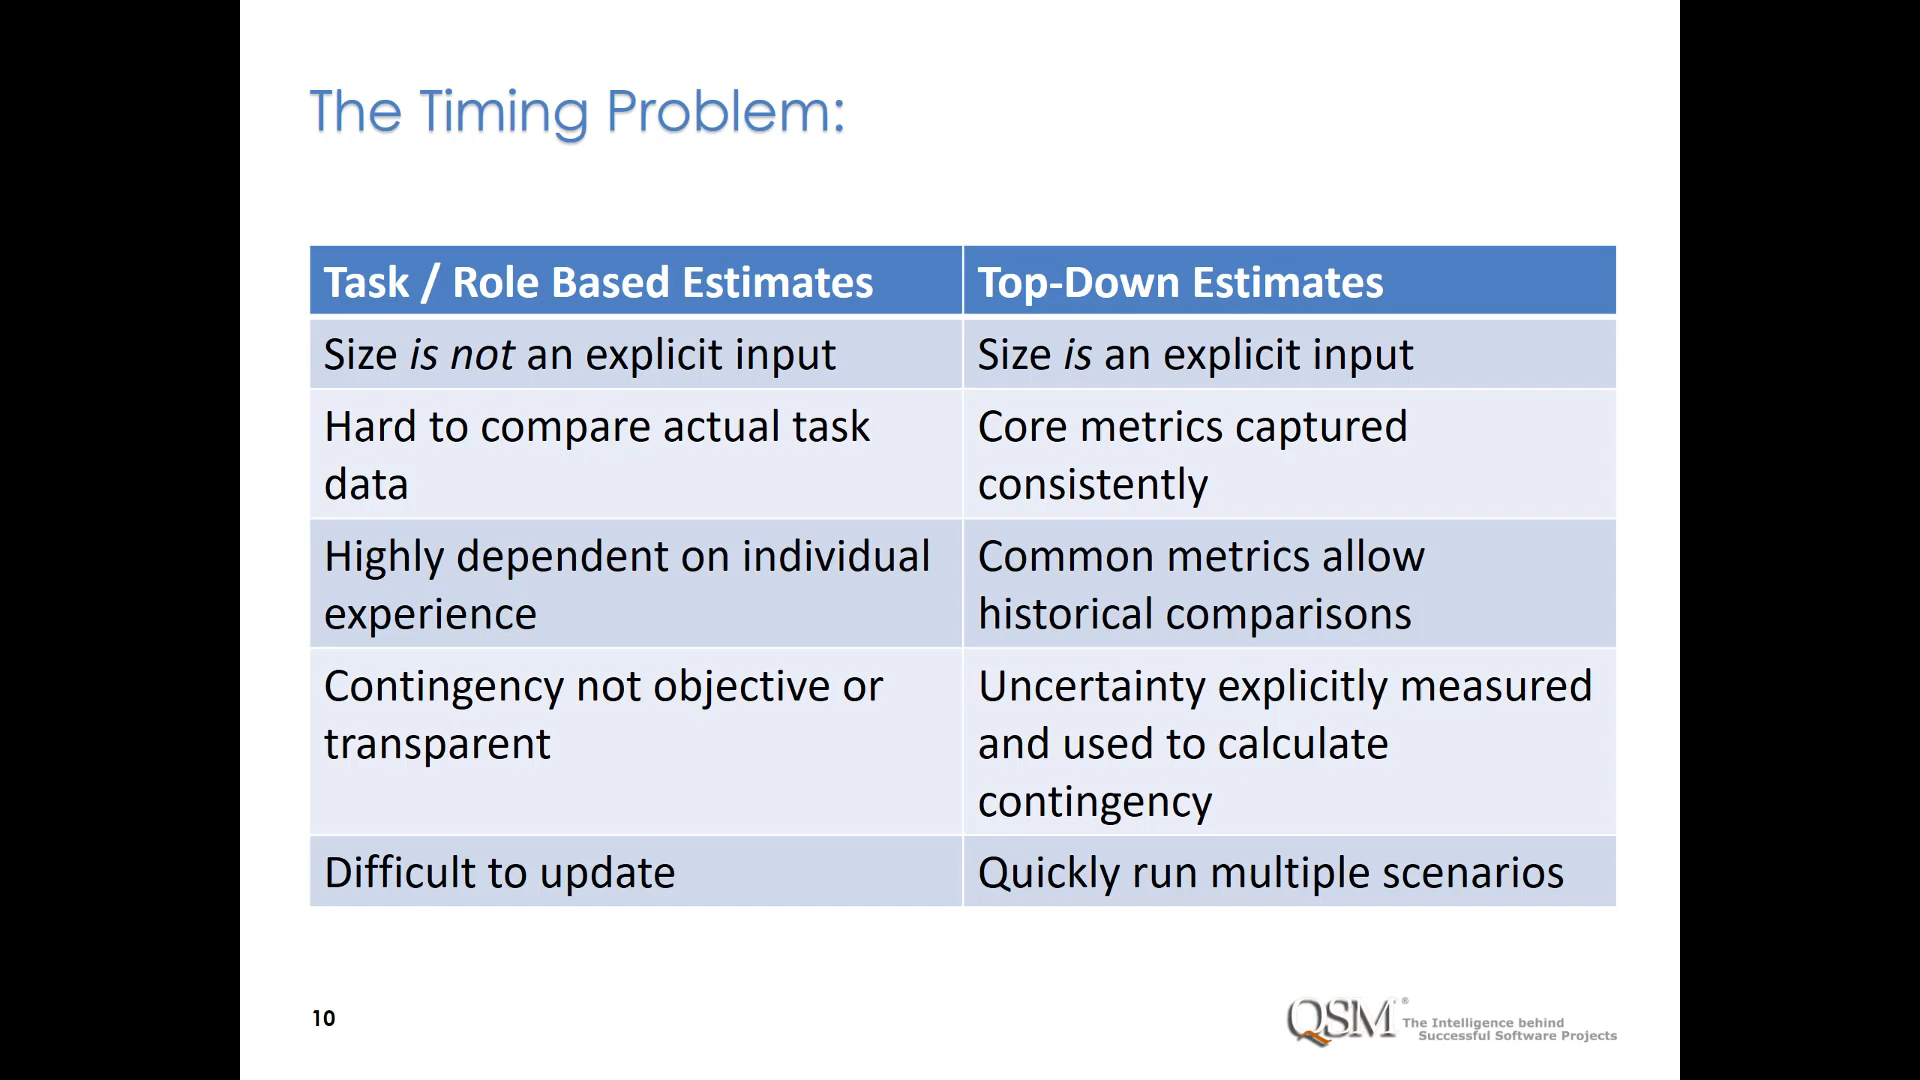 The Timing Problem:
Task / Role Based Estimates
Top-Down Estimates
Size is not an explicit input
Size is an explicit input
Hard to compare actual task
data
Core metrics captured
consistently
Highly dependent on individual
experience
Common metrics allow
historical comparisons
Contingency not objective or
transparent
Uncertainty explicitly measured
and used to calculate
contingency
Difficult to update
Quickly run multiple scenarios
10
QSM®
The Intelligence behind
Successful Software Projects